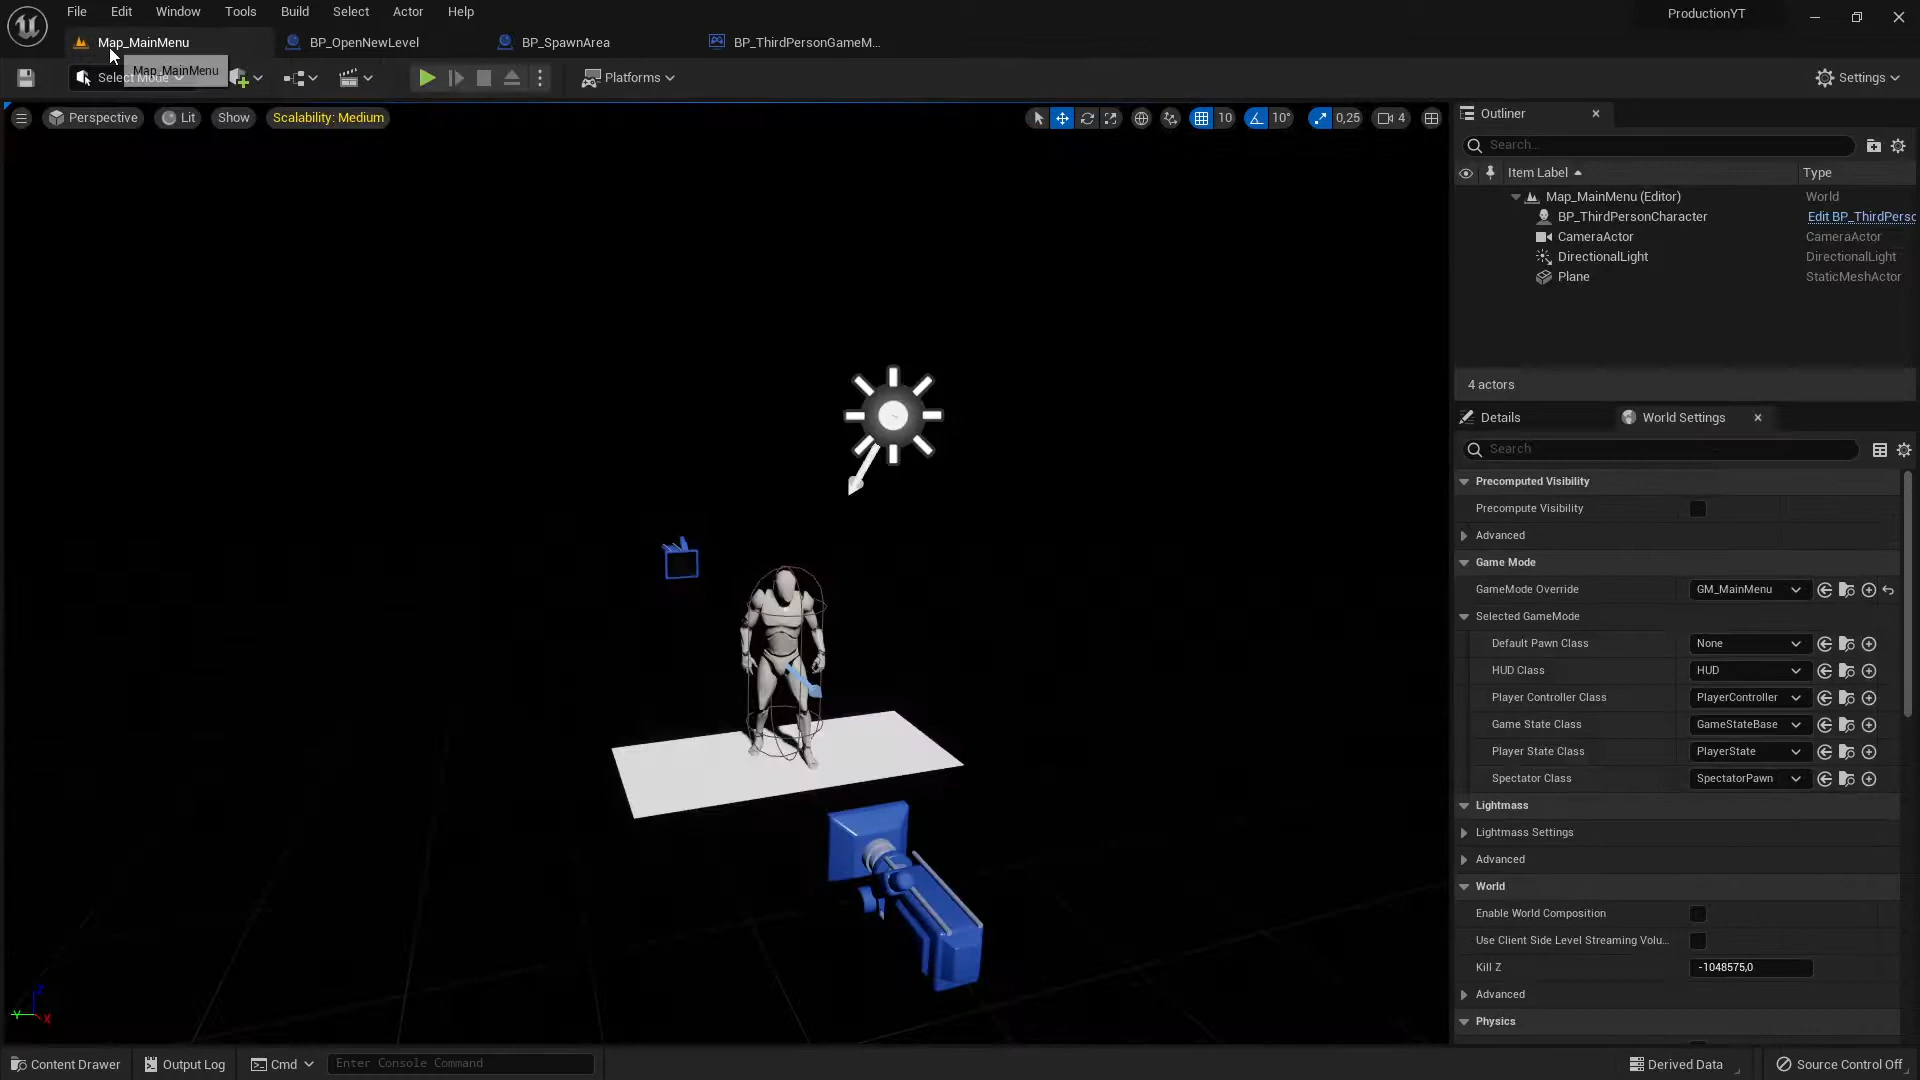 File Edit Window Tools Build Select Actor Help
ProductionYT
Map_MainMenu BP_OpenNewLevel BP_SpawnArea BP_ThirdPersonGameM...
Map_MainMenu
Select Mode
Platforms
Settings
Perspective Lit Show Scalability: Medium
10 10° 0,25 4
Outliner
Search...
Item Label Type
Map_MainMenu (Editor) World
BP_ThirdPersonCharacter Edit BP_ThirdPersc
CameraActor CameraActor
DirectionalLight DirectionalLight
Plane StaticMeshActor
4 actors
Details World Settings
Search
Precomputed Visibility
Precompute Visibility
Advanced
Game Mode
GameMode Override GM_MainMenu
Selected GameMode
Default Pawn Class None
HUD Class HUD
Player Controller Class PlayerController
Game State Class GameStateBase
Player State Class PlayerState
Spectator Class SpectatorPawn
Lightmass
Lightmass Settings
Advanced
World
Enable World Composition
Use Client Side Level Streaming Volu...
Kill Z -1048575,0
Advanced
Physics
Z
Y
X
Content Drawer Output Log Cmd Enter Console Command
Derived Data Source Control Off